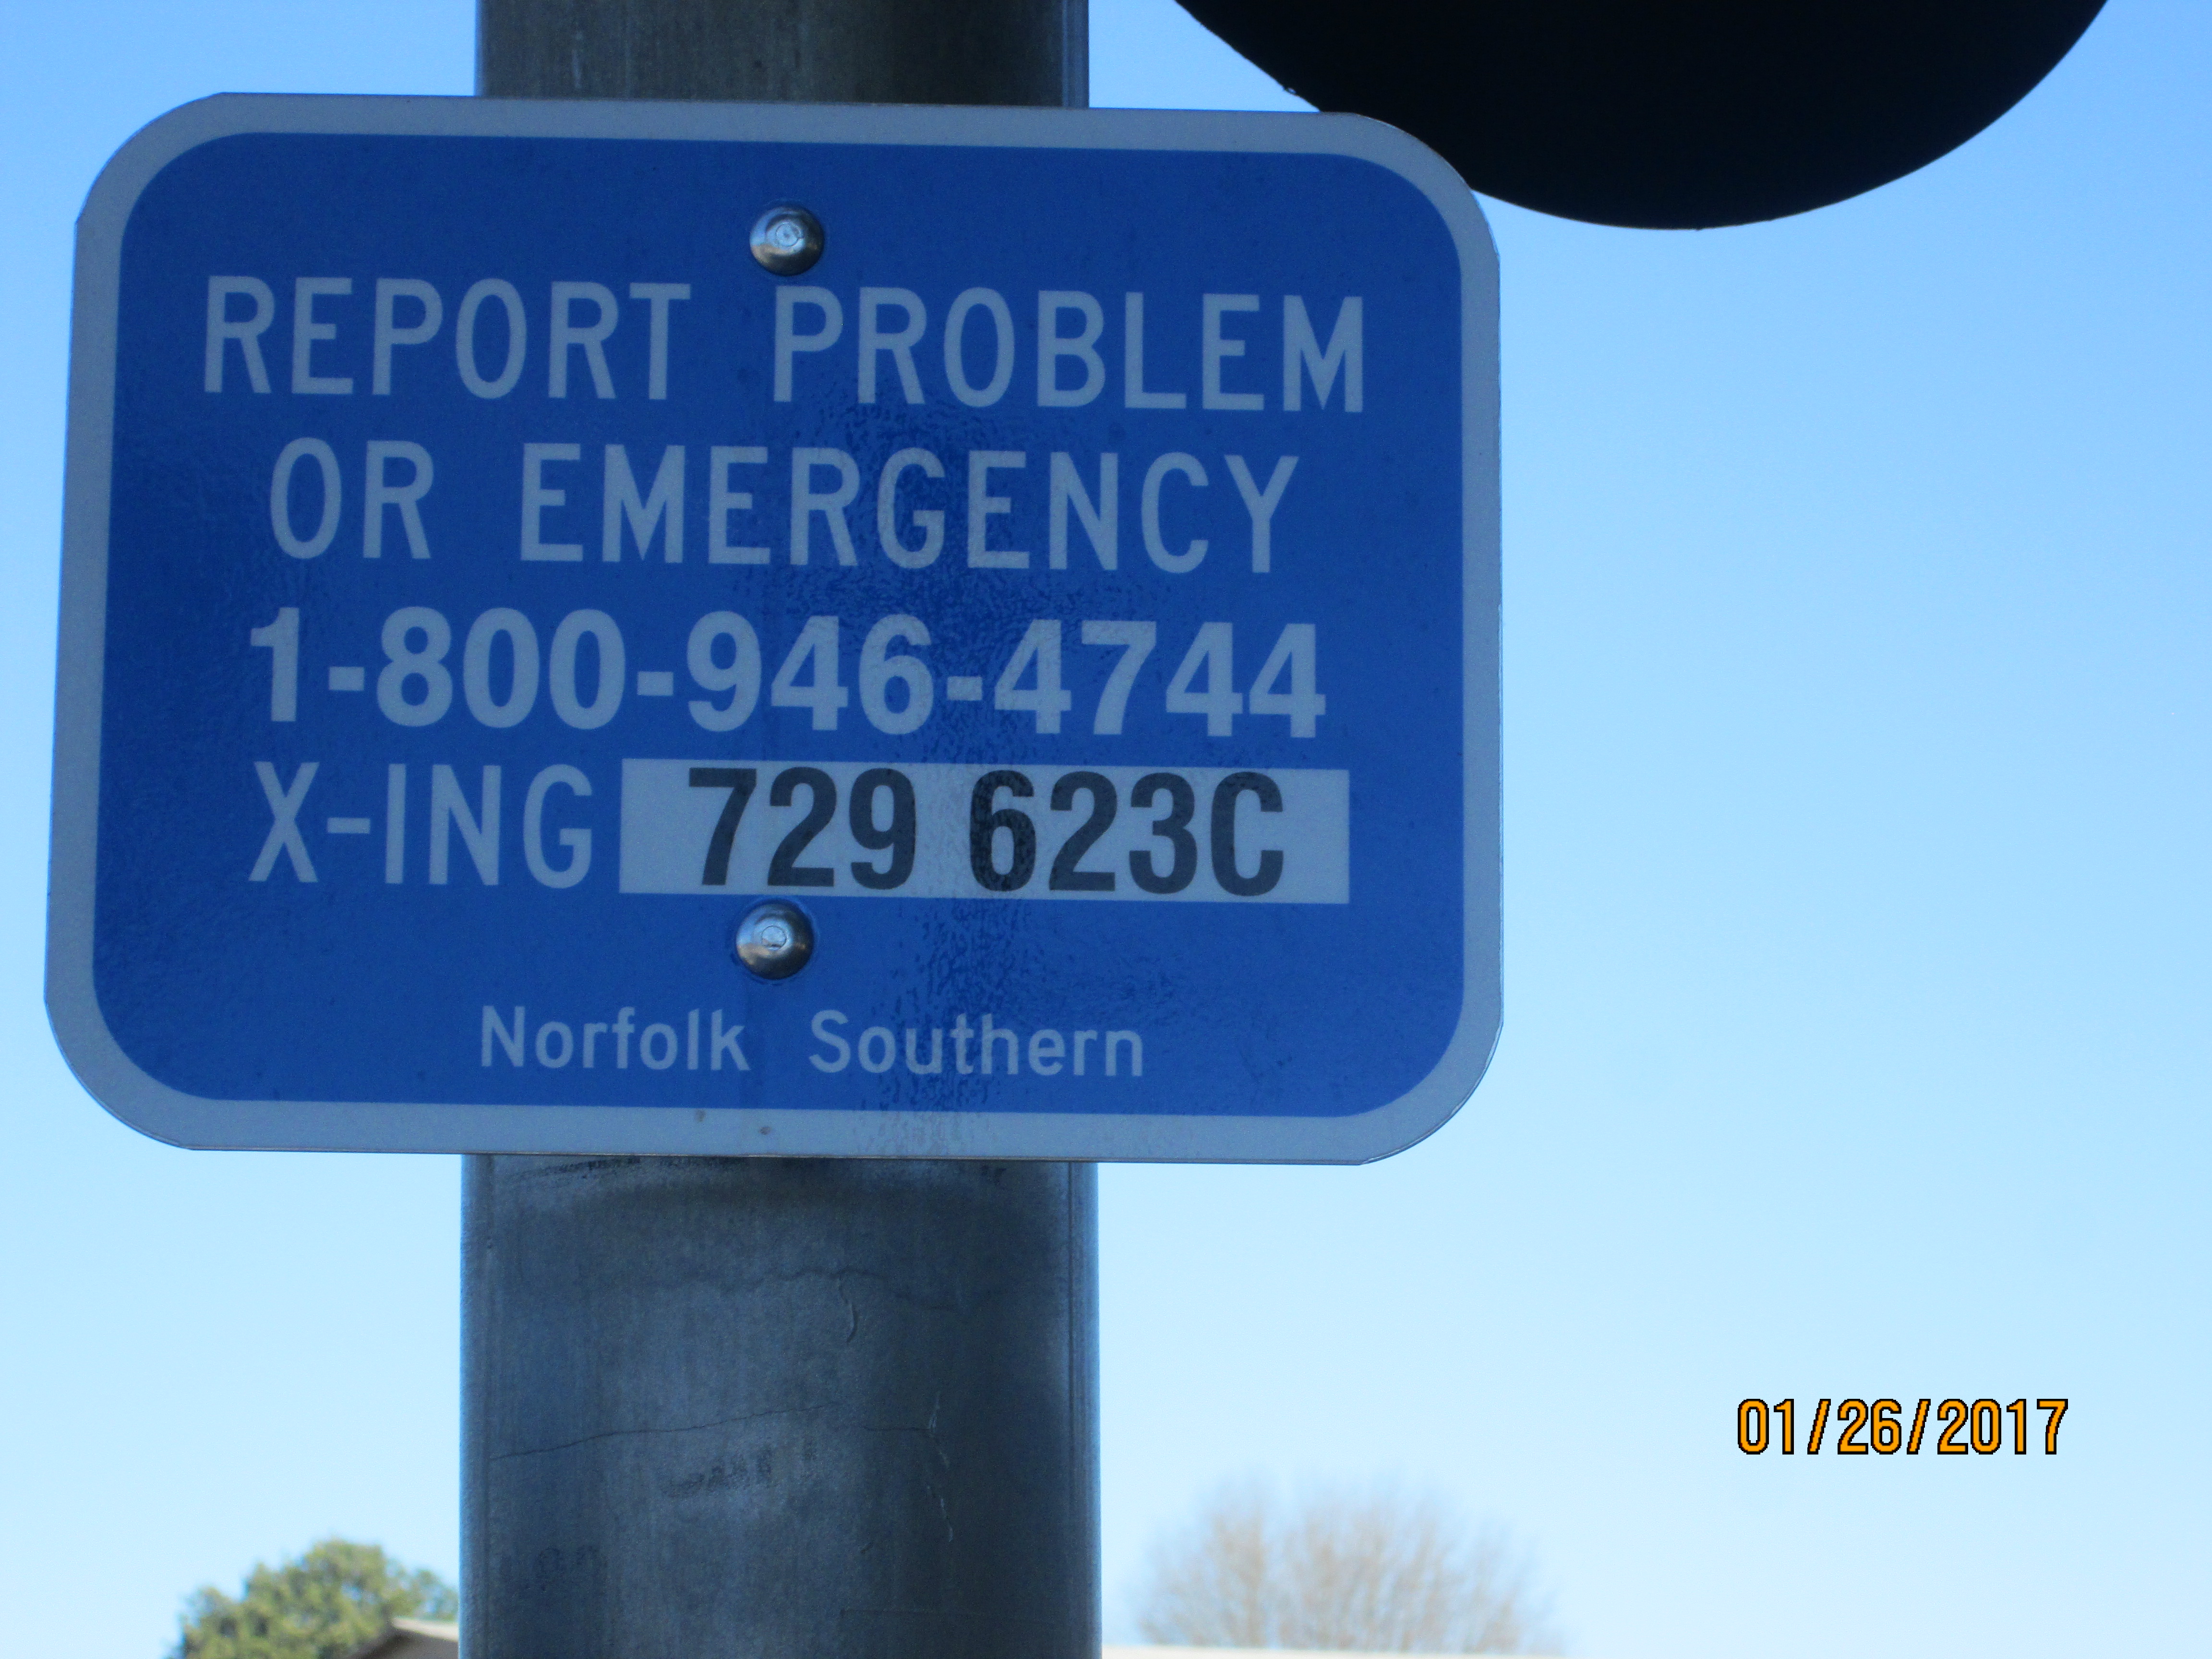 REPORT PROBLEM
OR EMERGENCY
1-800-946-4744
X-ING 729 623C
Norfolk Southern
01/26/2017